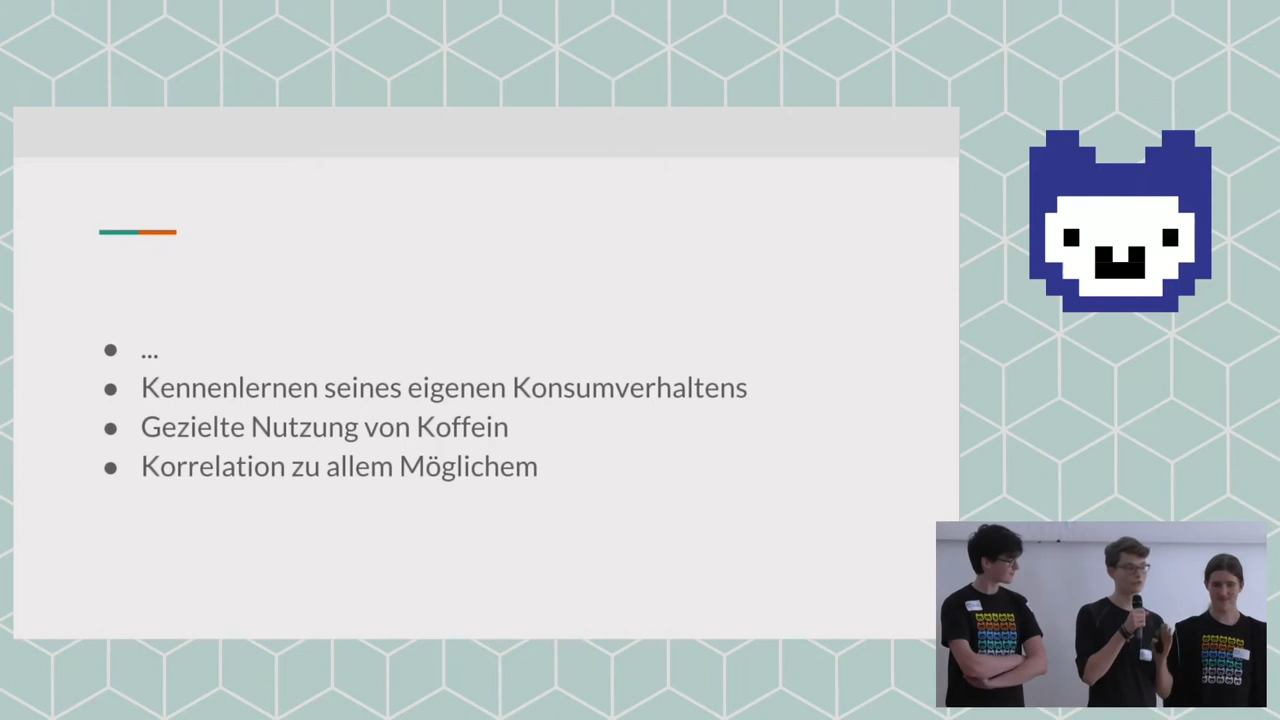 ...
Kennenlernen seines eigenen Konsumverhaltens
Gezielte Nutzung von Koffein
Korrelation zu allem Möglichem